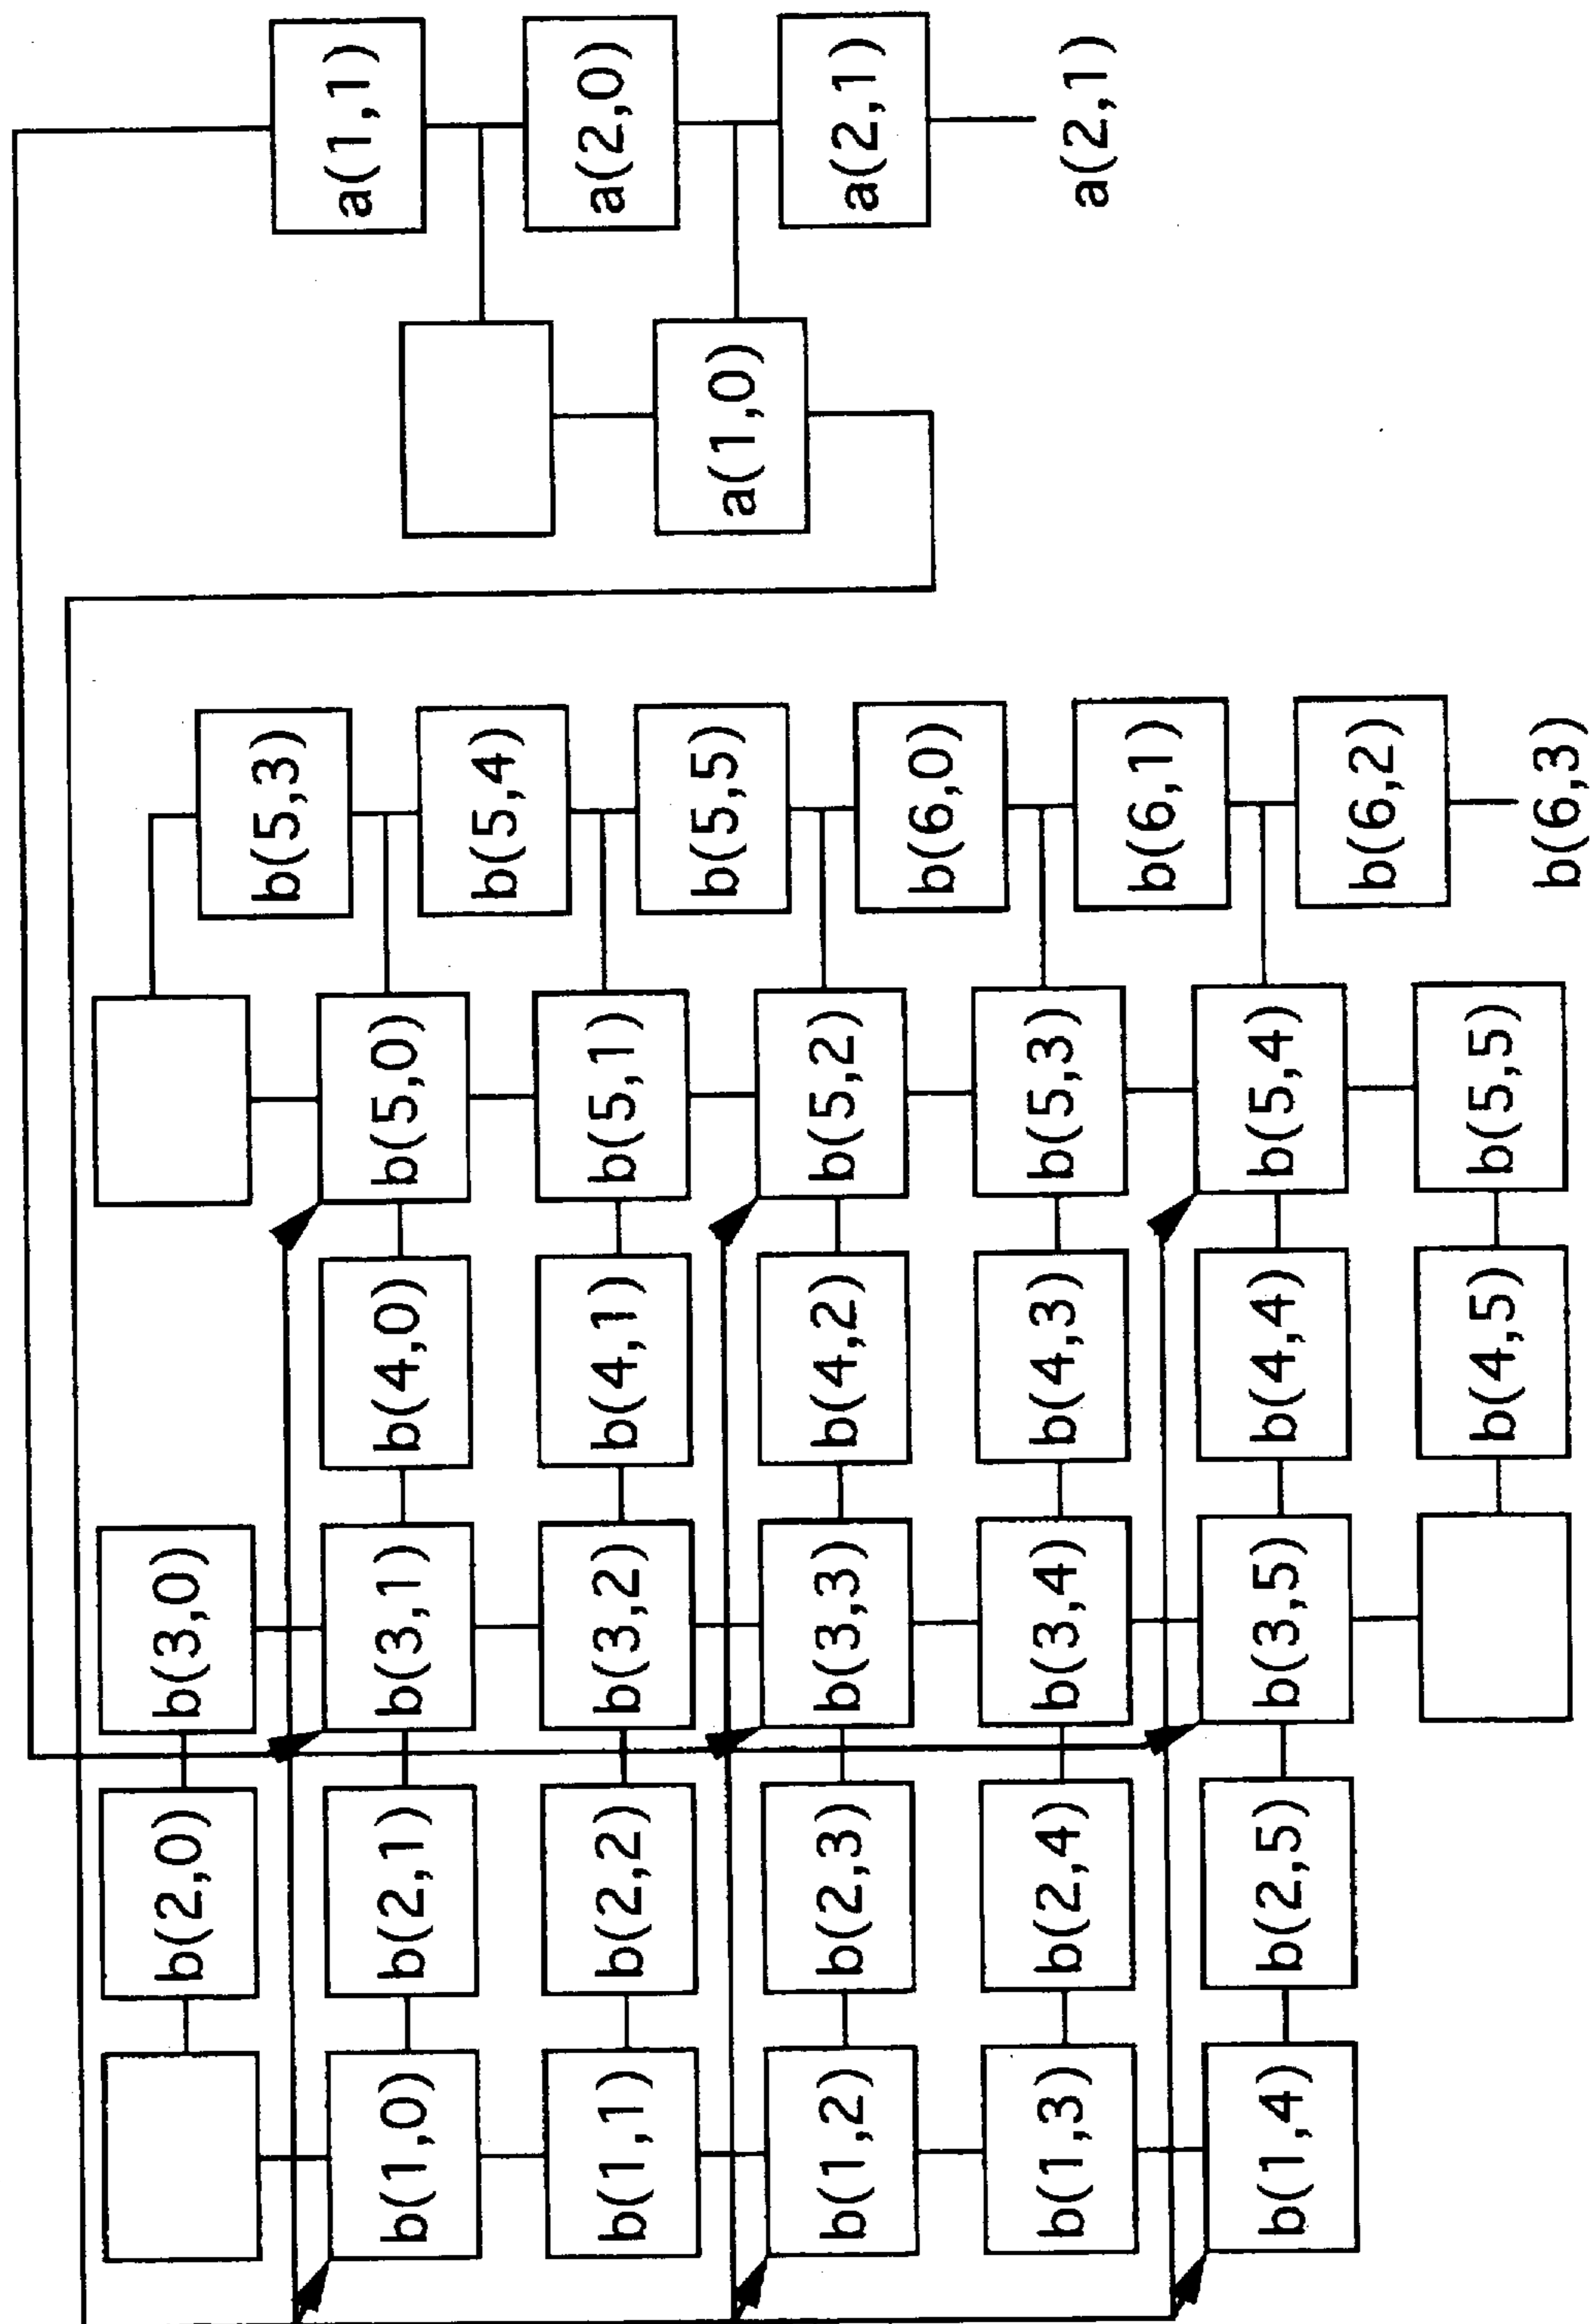 b(2,0) b(3,0)
b(5,3)
a(1,1)
b(1,0) b(2,1) b(3,1) b(4,0) b(5,0)
b(5,4)
a(2,0)
b(1,1) b(2,2) b(3,2) b(4,1) b(5,1)
b(5,5)
a(1,0)
b(1,2) b(2,3) b(3,3) b(4,2) b(5,2)
a(2,1)
b(6,0)
b(1,3) b(2,4) b(3,4) b(4,3) b(5,3)
a(2,1)
b(6,1)
b(1,4) b(2,5) b(3,5) b(4,4) b(5,4)
b(6,2)
b(4,5) b(5,5)
b(6,3)